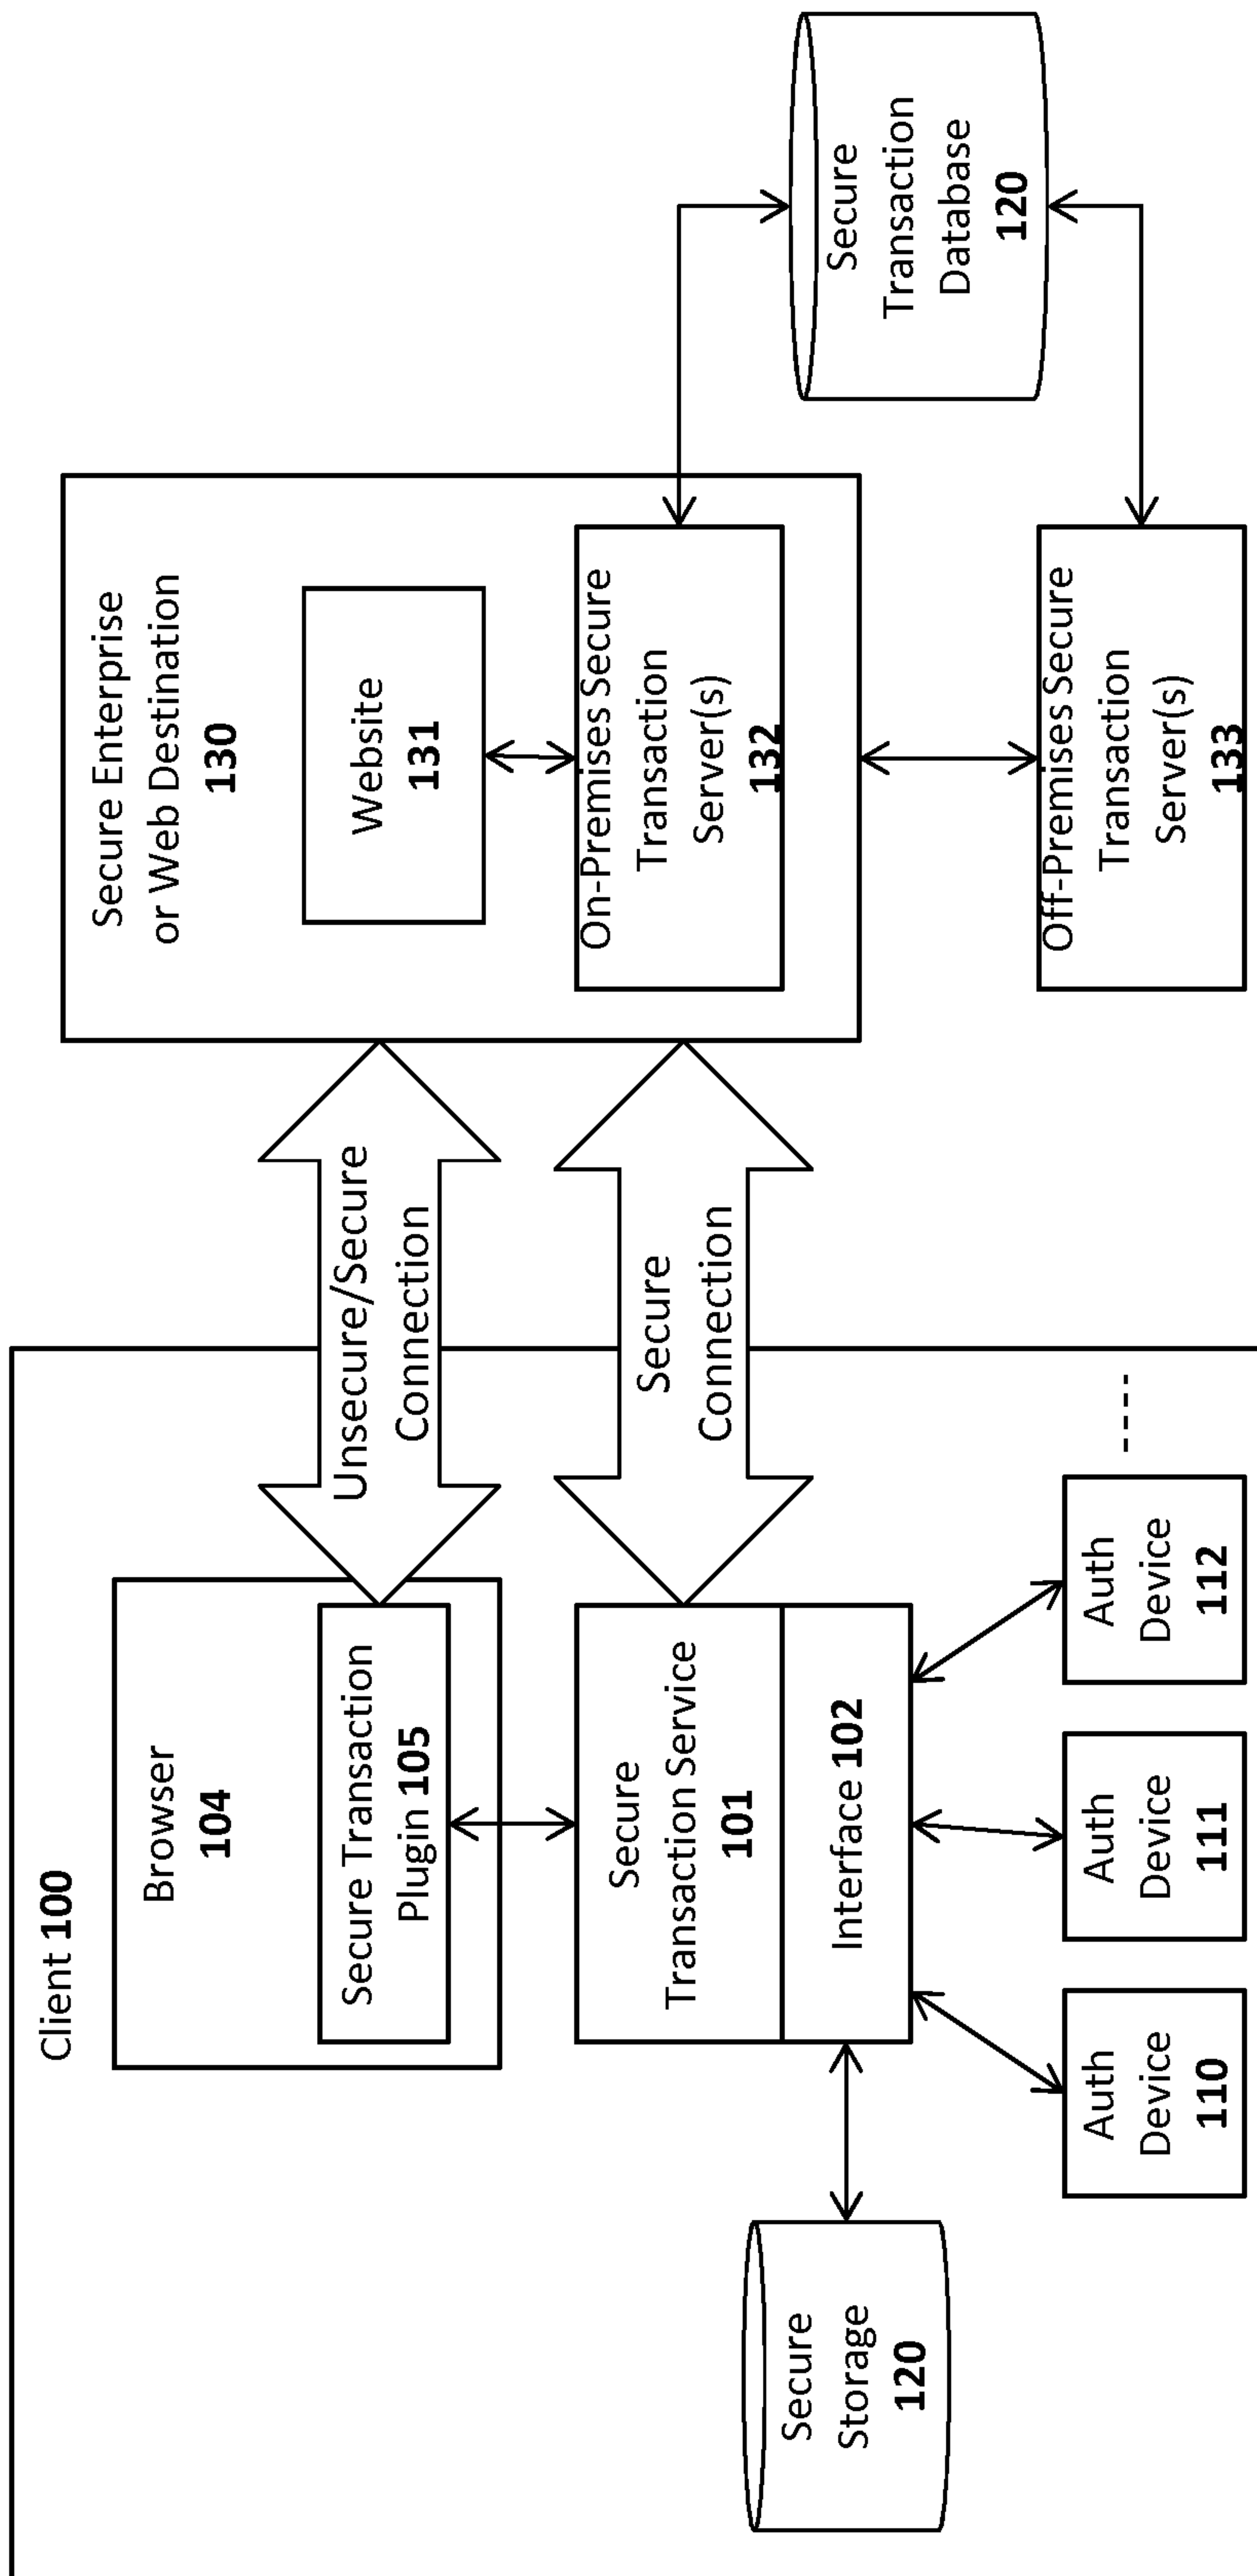 Client 100
Browser
104
Secure Transaction
Plugin 105
Secure
Transaction Service
101
Interface 102
Secure
Storage
120
Auth
Device
110
Auth
Device
111
Auth
Device
112
Unsecure/Secure
Connection
Secure
Connection
Secure Enterprise
or Web Destination
130
Website
131
On-Premises Secure
Transaction
Server(s)
132
Off-Premises Secure
Transaction
Server(s)
133
Secure
Transaction
Database
120